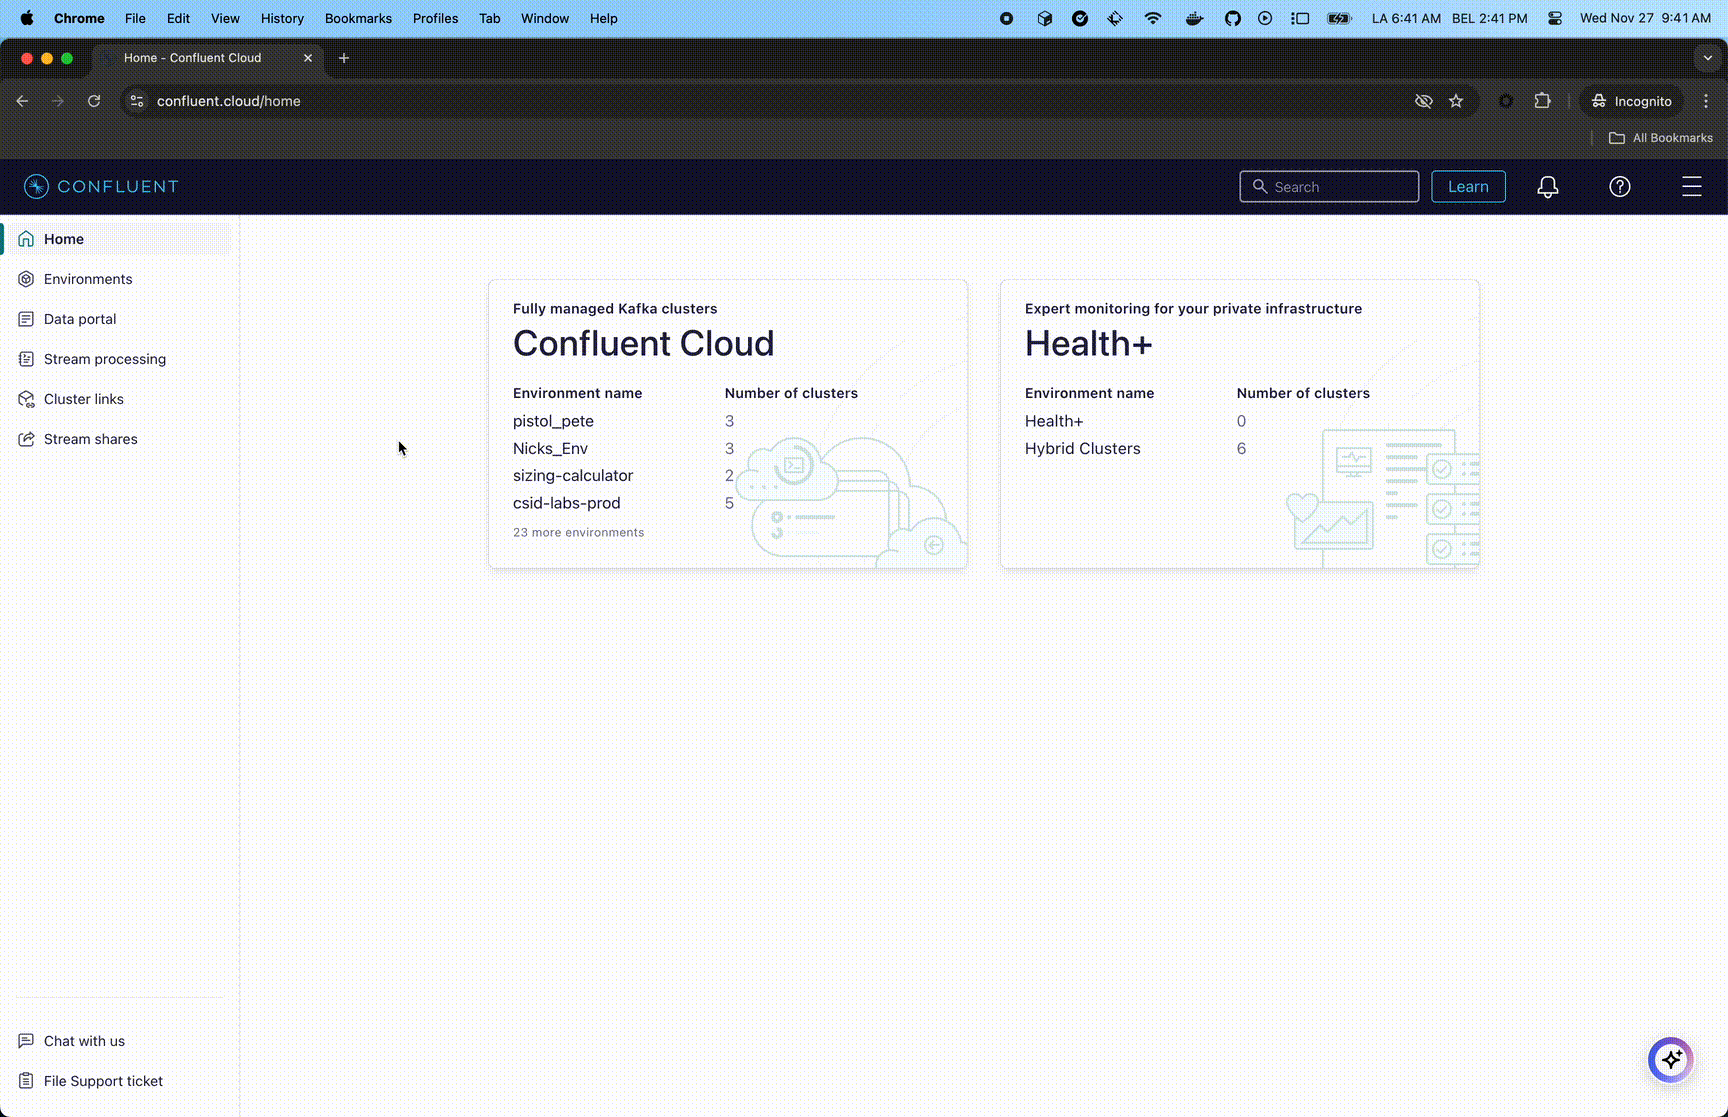 Chrome File Edit View History Bookmarks Profiles Tab Window Help LA 6:41 AM BEL 2:41 PM Wed Nov 27 9:41 AM
Home - Confluent Cloud
confluent.cloud/home Incognito
All Bookmarks
CONFLUENT Search Learn
Home
Environments
Data portal
Stream processing
Cluster links
Stream shares
Fully managed Kafka clusters
Confluent Cloud
Environment name Number of clusters
pistol_pete 3
Nicks_Env 3
sizing-calculator 2
csid-labs-prod 5
23 more environments
Expert monitoring for your private infrastructure
Health+
Environment name Number of clusters
Health+ 0
Hybrid Clusters 6
Chat with us
File Support ticket